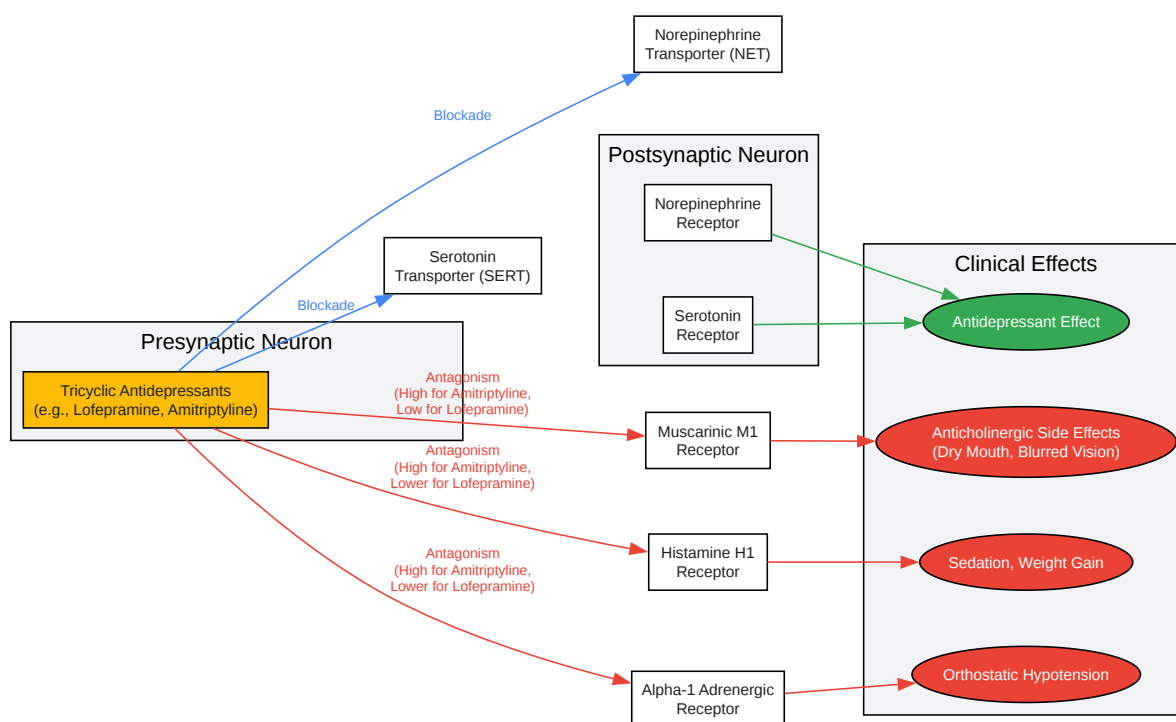 Norepinephrine
Transporter (NET)
Blockade
Postsynaptic Neuron
Norepinephrine
Receptor
Serotonin
Transporter (SERT)
Blockade
Clinical Effects
Serotonin
Receptor
Antidepressant Effect
Presynaptic Neuron
Tricyclic Antidepressants
(e.g., Lofepramine, Amitriptyline)
Antagonism
(High for Amitriptyline,
Low for Lofepramine)
Muscarinic M1
Receptor
Anticholinergic Side Effects
(Dry Mouth, Blurred Vision)
Antagonism
(High for Amitriptyline,
Lower for Lofepramine)
Histamine H1
Receptor
Sedation, Weight Gain
Antagonism
(High for Amitriptyline,
Lower for Lofepramine)
Alpha-1 Adrenergic
Receptor
Orthostatic Hypotension